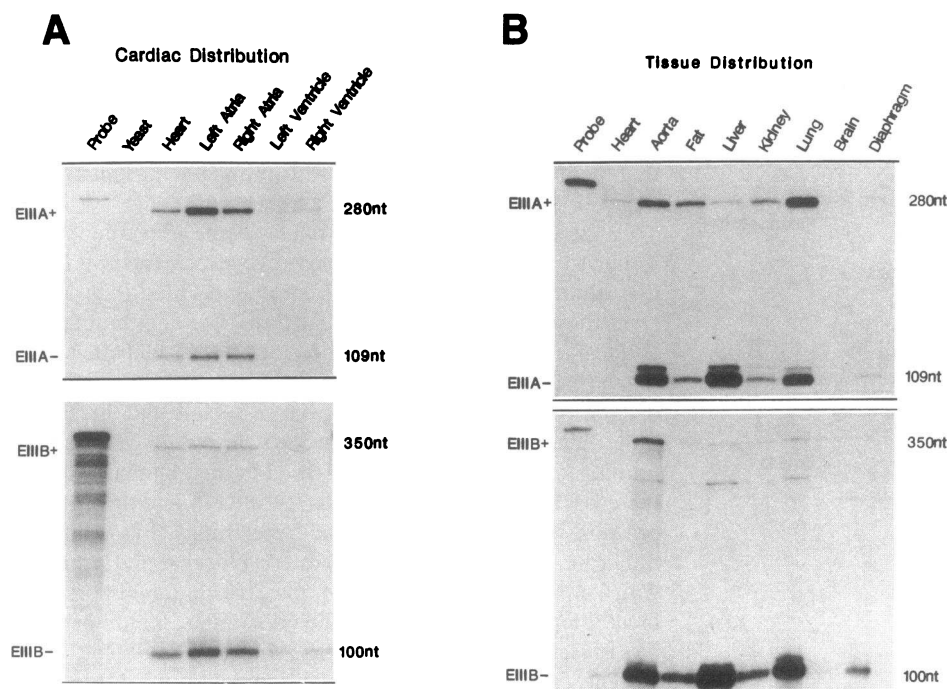 A
Cardiac Distribution
Probe
Yeast
Heart
Left Atria
Right Atria
Left Ventricle
Right Ventricle
EIIIA+
280nt
EIIIA−
109nt
EIIIB+
350nt
EIIIB−
100nt
B
Tissue Distribution
Probe
Heart
Aorta
Fat
Liver
Kidney
Lung
Brain
Diaphragm
EIIIA+
280nt
EIIIA−
109nt
EIIIB+
350nt
EIIIB−
100nt